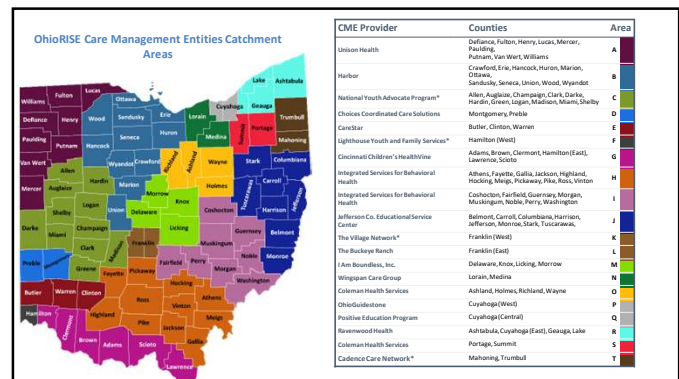 OhioRISE Care Management Entities Catchment
Areas
Williams
Fulton
Lucas
Defiance
Henry
Wood
Ottawa
Sandusky
Erie
Lorain
Cuyahoga
Lake
Ashtabula
Geauga
Trumbull
Paulding
Putnam
Hancock
Seneca
Huron
Medina
Summit
Portage
Mahoning
Van Wert
Allen
Wyandot
Crawford
Richland
Ashland
Wayne
Stark
Columbiana
Mercer
Auglaize
Hardin
Marion
Morrow
Holmes
Carroll
Tuscarawas
Jefferson
Shelby
Logan
Union
Delaware
Knox
Coshocton
Harrison
Darke
Miami
Champaign
Licking
Guernsey
Belmont
Clark
Madison
Franklin
Muskingum
Preble
Montgomery
Greene
Fayette
Pickaway
Fairfield
Perry
Noble
Monroe
Morgan
Washington
Hocking
Butler
Warren
Clinton
Ross
Vinton
Athens
Hamilton
Highland
Meigs
Clermont
Pike
Jackson
Gallia
Brown
Adams
Scioto
Lawrence
CME Provider Counties Area
Unison Health Defiance, Fulton, Henry, Lucas, Mercer, A
Paulding,
Putnam, Van Wert, Williams
Harbor Crawford, Erie, Hancock, Huron, Marion, B
Ottawa,
Sandusky, Seneca, Union, Wood, Wyandot
National Youth Advocate Program* Allen, Auglaize, Champaign, Clark, Darke, C
Hardin, Green, Logan, Madison, Miami, Shelby
Choices Coordinated Care Solutions Montgomery, Preble D
CareStar Butler, Clinton, Warren E
Lighthouse Youth and Family Services* Hamilton (West) F
Cincinnati Children's HealthVine Adams, Brown, Clermont, Hamilton (East), G
Lawrence, Scioto
Integrated Services for Behavioral Athens, Fayette, Gallia, Jackson, Highland, H
Health Hocking, Meigs, Pickaway, Pike, Ross, Vinton
Integrated Services for Behavioral Coshocton, Fairfield, Guernsey, Morgan, I
Health Muskingum, Noble, Perry, Washington
Jefferson Co. Educational Service Belmont, Carroll, Columbiana, Harrison, J
Center Jefferson, Monroe, Stark, Tuscarawas,
The Village Network* Franklin (West) K
The Buckeye Ranch Franklin (East) L
I Am Boundless, Inc. Delaware, Knox, Licking, Morrow M
Wingspan Care Group Lorain, Medina N
Coleman Health Services Ashland, Holmes, Richland, Wayne O
OhioGuidestone Cuyahoga (West) P
Positive Education Program Cuyahoga (Central) Q
Ravenwood Health Ashtabula, Cuyahoga (East), Geauga, Lake R
Coleman Health Services Portage, Summit S
Cadence Care Network* Mahoning, Trumbull T